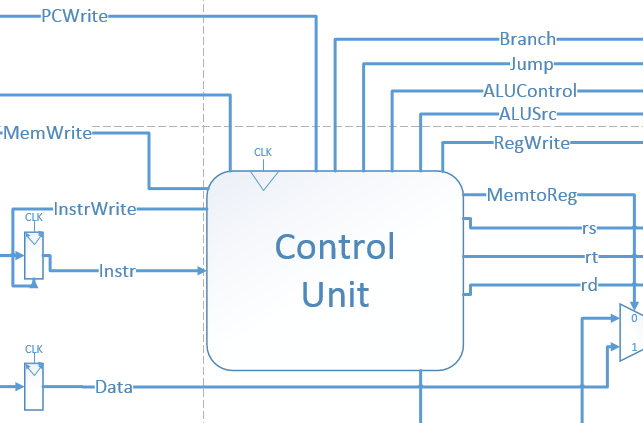 PCWrite
Branch
Jump
ALUControl
ALUSrc
MemWrite
RegWrite
CLK
MemtoReg
InstrWrite
CLK
rs
Control
Unit
rt
Instr
rd
0
1
CLK
Data